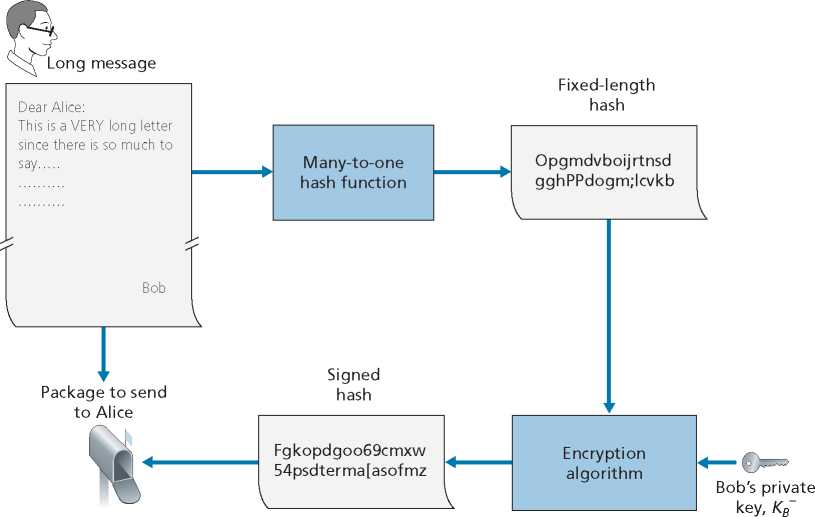 Long message
Dear Alice:
This is a VERY long letter
since there is so much to
say.....
..........
..........
Bob
Many-to-one
hash function
Fixed-length
hash
Opgmdvboijrtnsd
gghPPdogm;lcvkb
Package to send
to Alice
Signed
hash
Fgkopdgoo69cmxw
54psdterma[asofmz
Encryption
algorithm
Bob’s private
key, K_B⁻